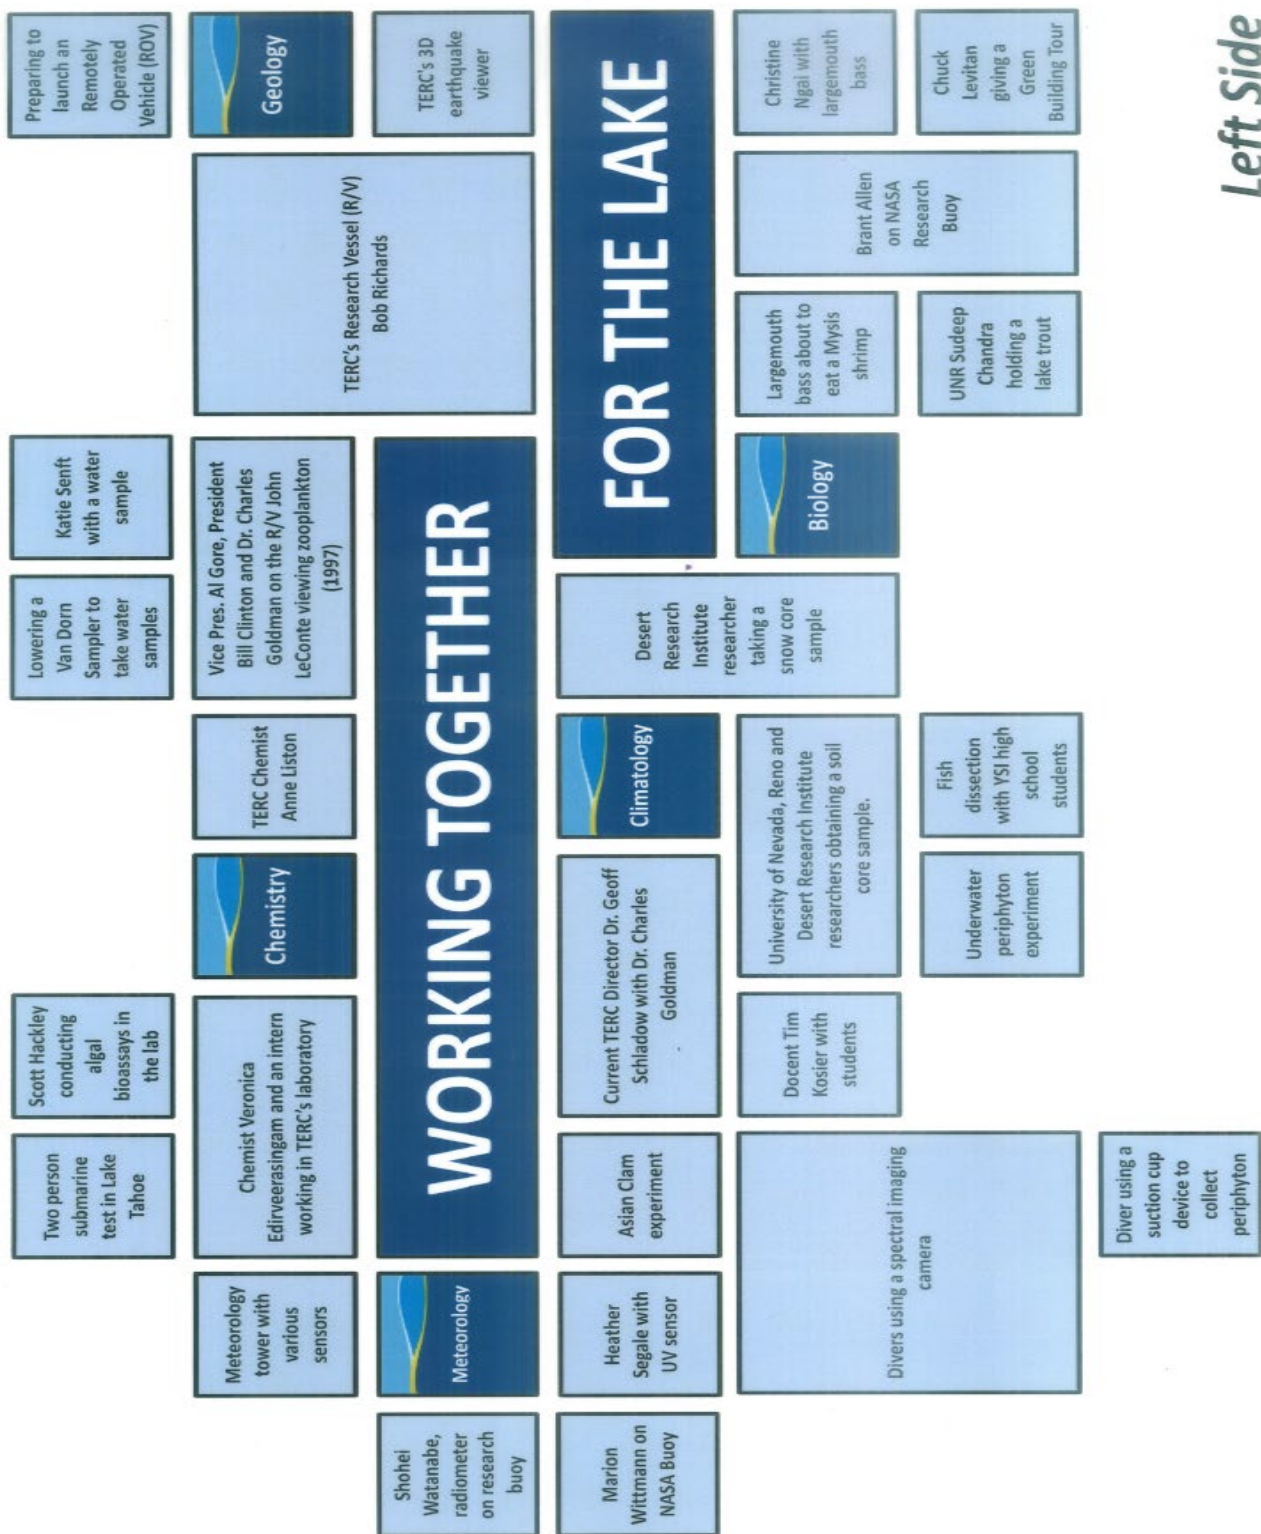 Two person
submarine
test in Lake
Tahoe
Scott Hackley
conducting
algal
bioassays in
the lab
Lowering a
Van Dorn
Sampler to
take water
samples
Katie Senft
with a water
sample
Preparing to
launch an
Remotely
Operated
Vehicle (ROV)
Meteorology
tower with
various
sensors
Chemist Veronica
Edirveerasingam and an intern
working in TERC's laboratory
Chemistry
TERC Chemist
Anne Liston
Vice Pres. Al Gore, President
Bill Clinton and Dr. Charles
Goldman on the R/V John
LeConte viewing zooplankton
(1997)
TERC's Research Vessel (R/V)
Bob Richards
Geology
Shohei
Watanabe,
radiometer
on research
buoy
Meteorology
WORKING TOGETHER
TERC's 3D
earthquake
viewer
Marion
Wittmann on
NASA Buoy
Heather
Segale with
UV sensor
Asian Clam
experiment
Current TERC Director Dr. Geoff
Schladow with Dr. Charles
Goldman
Climatology
Desert
Research
Institute
researcher
taking a
snow core
sample
FOR THE LAKE
Divers using a spectral imaging
camera
Docent Tim
Kosier with
students
University of Nevada, Reno and
Desert Research Institute
researchers obtaining a soil
core sample.
Biology
Largemouth
bass about to
eat a Mysis
shrimp
Brant Allen
on NASA
Research
Buoy
Christine
Ngai with
largemouth
bass
Underwater
periphyton
experiment
Fish
dissection
with YSI high
school
students
UNR Sudeep
Chandra
holding a
lake trout
Chuck
Levitan
giving a
Green
Building Tour
Diver using a
suction cup
device to
collect
periphyton
Left Side